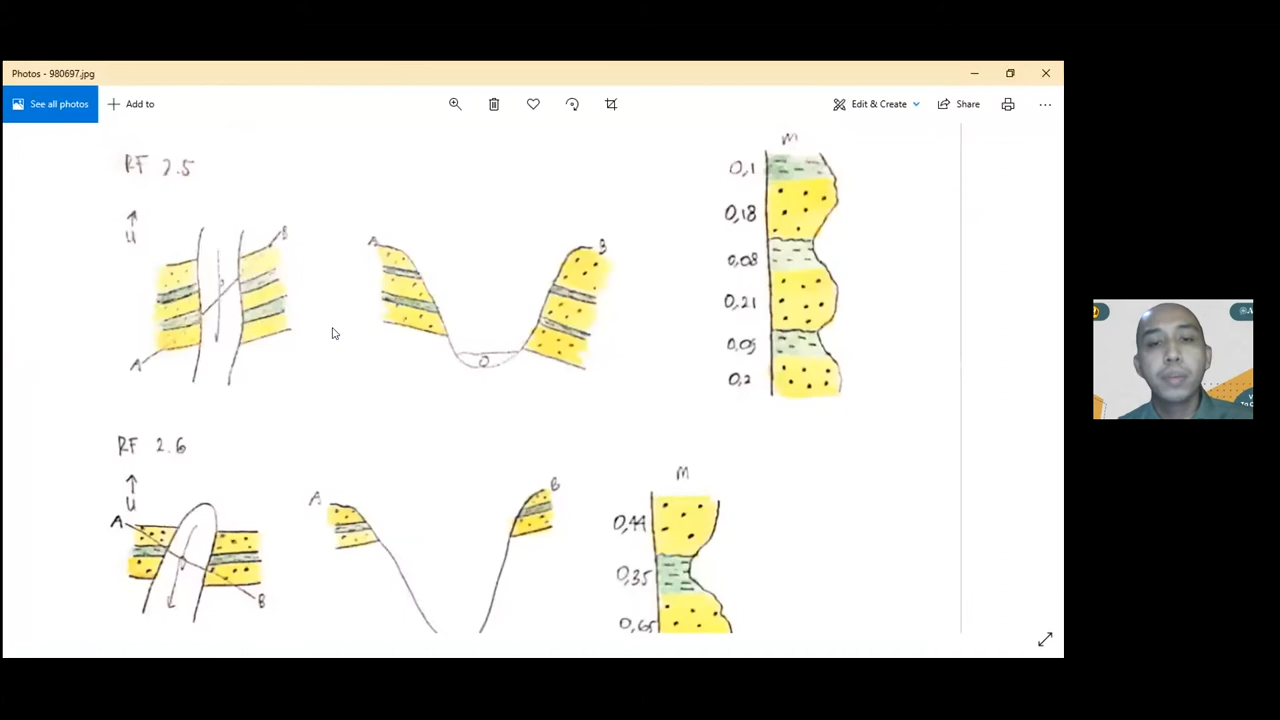 Photos - 980697.jpg
See all photos
Add to
Edit & Create
Share
RF 2.5
M
0,1
0,18
0,08
0,21
0,09
0,2
U
A
B
A
B
RF 2.6
U
A
B
A
B
M
0,44
0,35
0,65